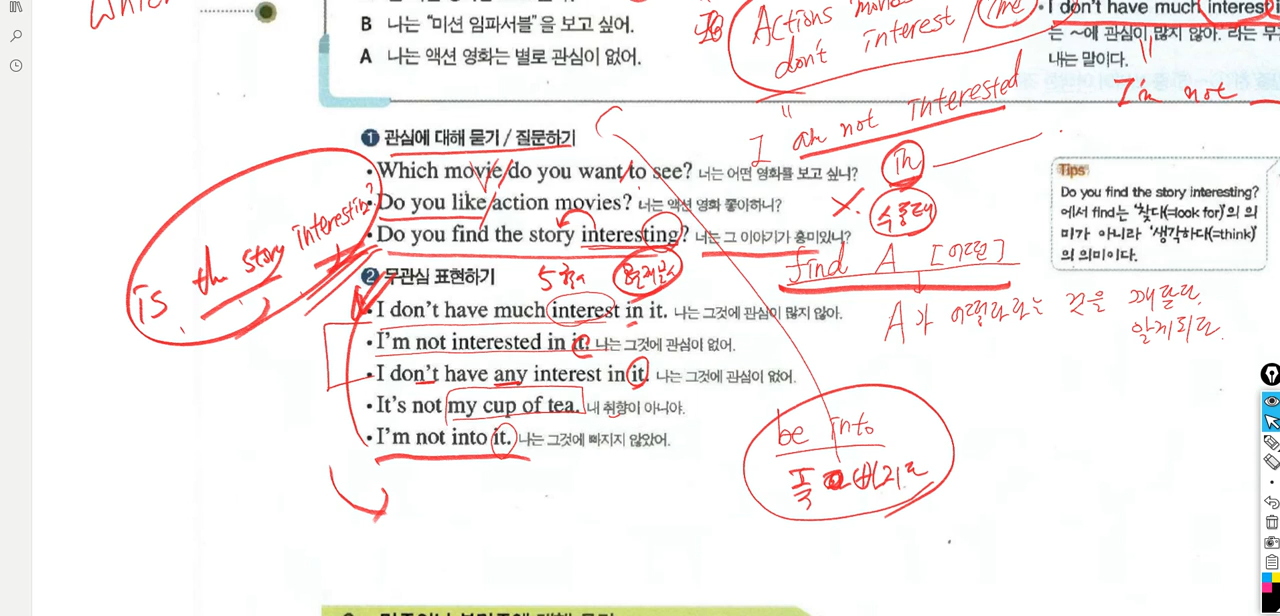 B 나는 “미션 임파서블”을 보고 싶어.
A 나는 액션 영화는 별로 관심이 없어.
Actions
don't interest / me
I don't have much interest
는 ~에 관심이 많지 않아. 라는 무
내는 말이다.
I'm not
"
I am not interested
1 관심에 대해 묻기 / 질문하기
• Which movie do you want to see? 너는 어떤 영화를 보고 싶니?
• Do you like action movies? 너는 액션 영화 좋아하니?
• Do you find the story interesting? 너는 그 이야기가 흥미있니?
is the story interesting?
수동태
find A [어떤]
5형식
A가 어떻다라는 것을 깨닫다,
알게되다.
Tips
Do you find the story interesting?
에서 find는 ‘찾다(=look for)’의 의
미가 아니라 ‘생각하다(=think)’
의 의미이다.
2 무관심 표현하기
• I don’t have much interest in it. 나는 그것에 관심이 많지 않아.
• I’m not interested in it. 나는 그것에 관심이 없어.
• I don’t have any interest in it. 나는 그것에 관심이 없어.
• It’s not my cup of tea. 내 취향이 아니야.
• I’m not into it. 나는 그것에 빠지지 않았어.
be into